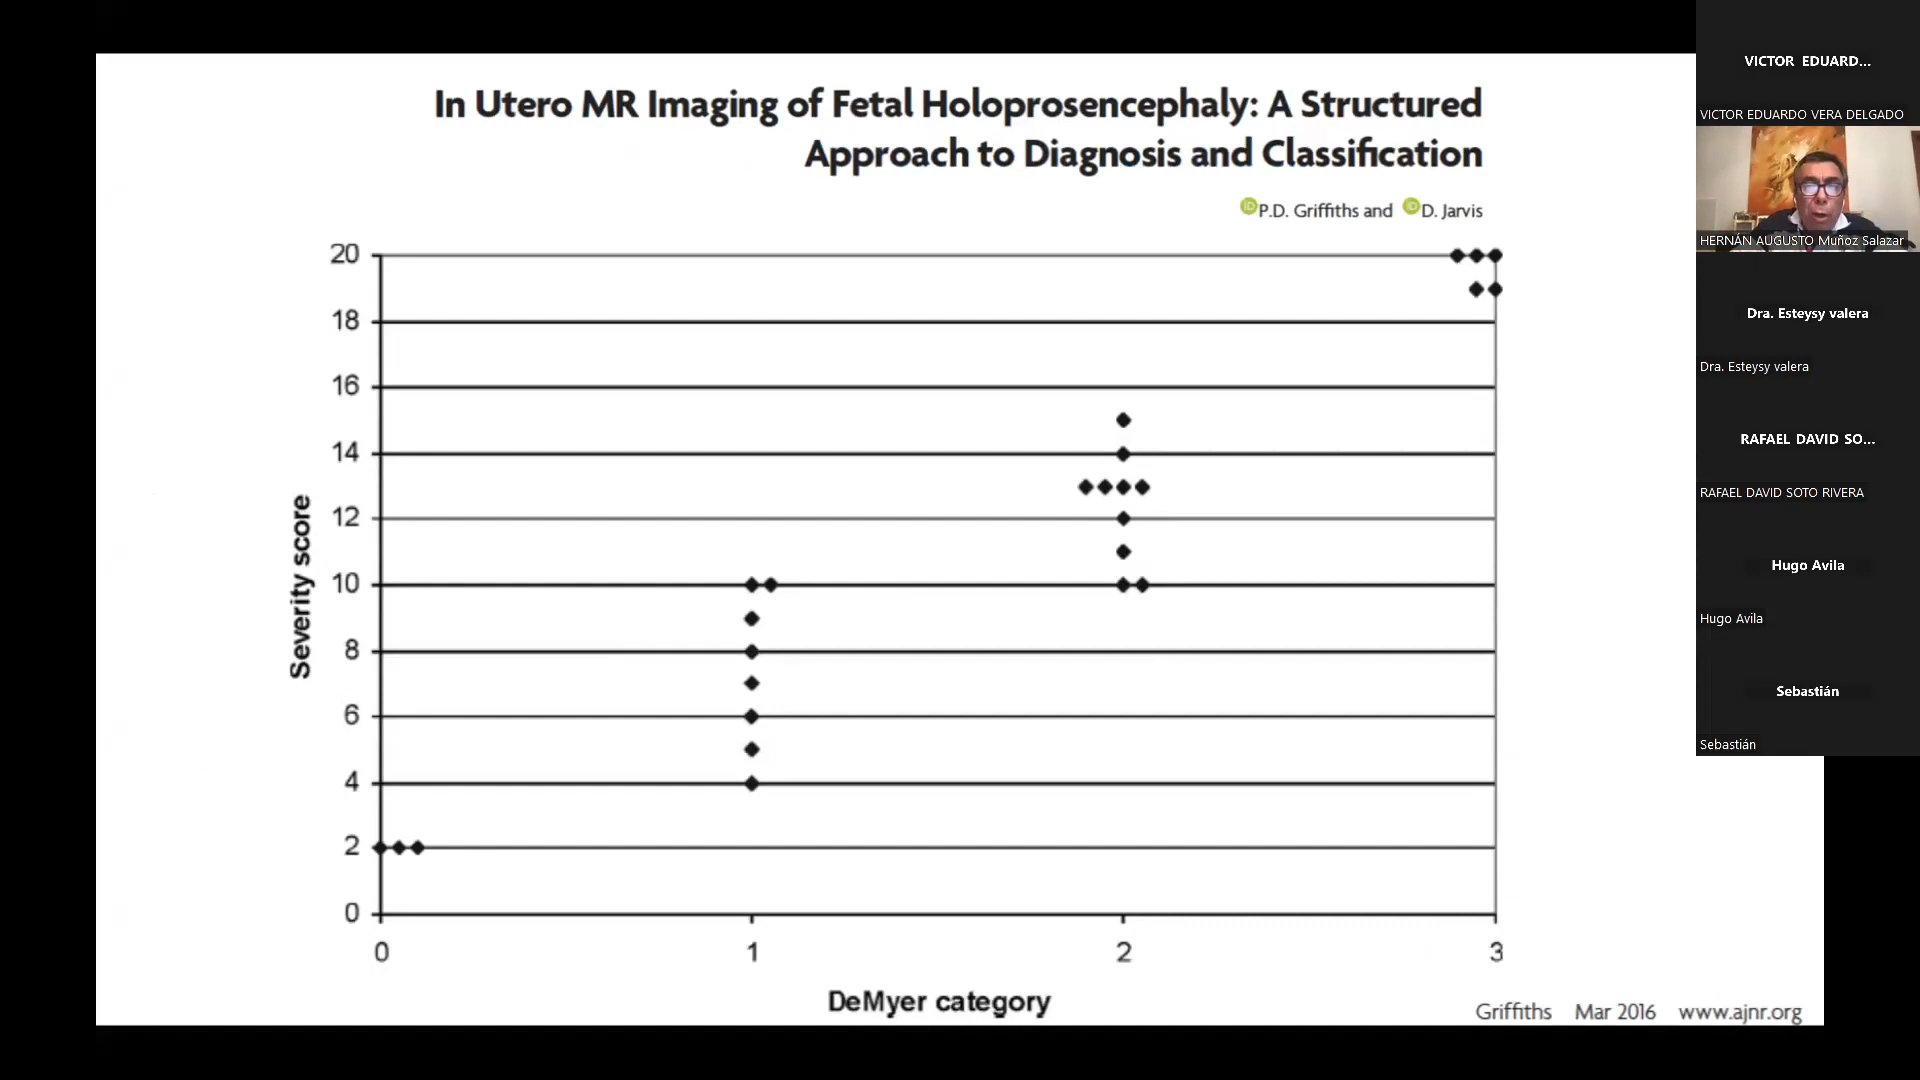 In Utero MR Imaging of Fetal Holoprosencephaly: A Structured
Approach to Diagnosis and Classification
iD P.D. Griffiths and iD D. Jarvis
20
18
16
14
12
10
8
6
4
2
0
Severity score
0 1 2 3
DeMyer category
Griffiths Mar 2016 www.ajnr.org
VICTOR EDUARD...
VICTOR EDUARDO VERA DELGADO
HERNÁN AUGUSTO Muñoz Salazar
Dra. Esteysy valera
Dra. Esteysy valera
RAFAEL DAVID SO...
RAFAEL DAVID SOTO RIVERA
Hugo Avila
Hugo Avila
Sebastián
Sebastián